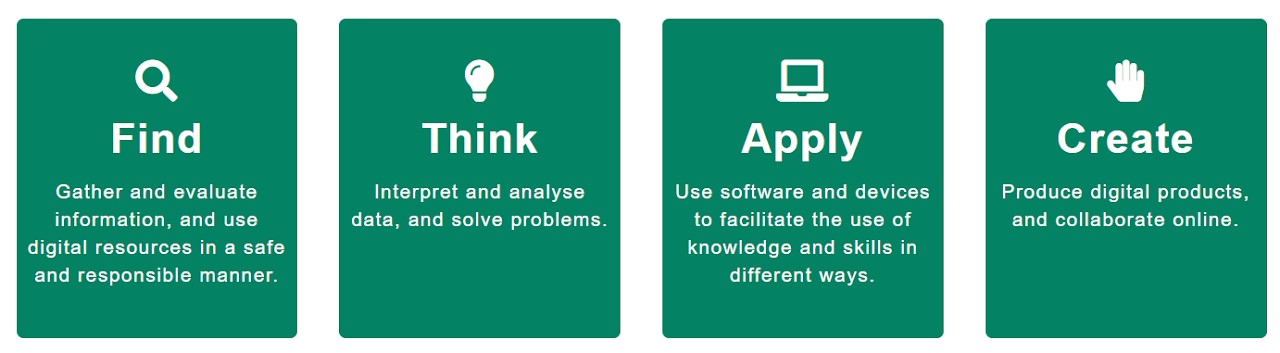 Find
Gather and evaluate
information, and use
digital resources in a safe
and responsible manner.
Think
Interpret and analyse
data, and solve problems.
Apply
Use software and devices
to facilitate the use of
knowledge and skills in
different ways.
Create
Produce digital products,
and collaborate online.